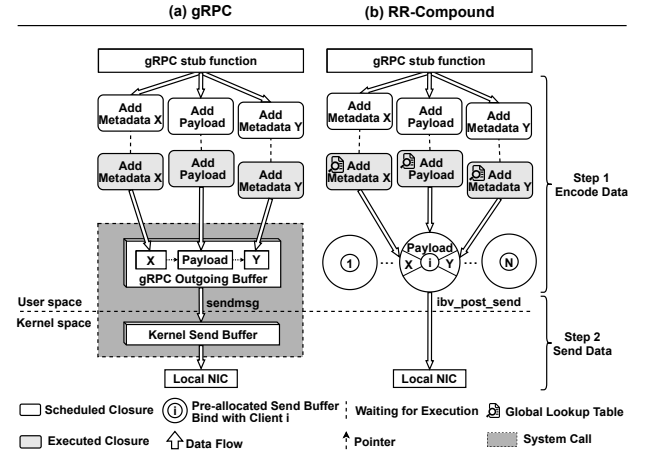 (a) gRPC
(b) RR-Compound
gRPC stub function
gRPC stub function
Add
Metadata X
Add
Payload
Add
Metadata Y
Add
Metadata X
Add
Payload
Add
Metadata Y
Add
Metadata X
Add
Payload
Add
Metadata Y
Add
Metadata X
Add
Payload
Add
Metadata Y
Step 1
Encode Data
X
Payload
Y
gRPC Outgoing Buffer
1
Payload
X
i
Y
N
User space
sendmsg
ibv_post_send
Kernel space
Kernel Send Buffer
Step 2
Send Data
Local NIC
Local NIC
Scheduled Closure
i
Pre-allocated Send Buffer
Bind with Client i
Waiting for Execution
Global Lookup Table
Executed Closure
Data Flow
Pointer
System Call